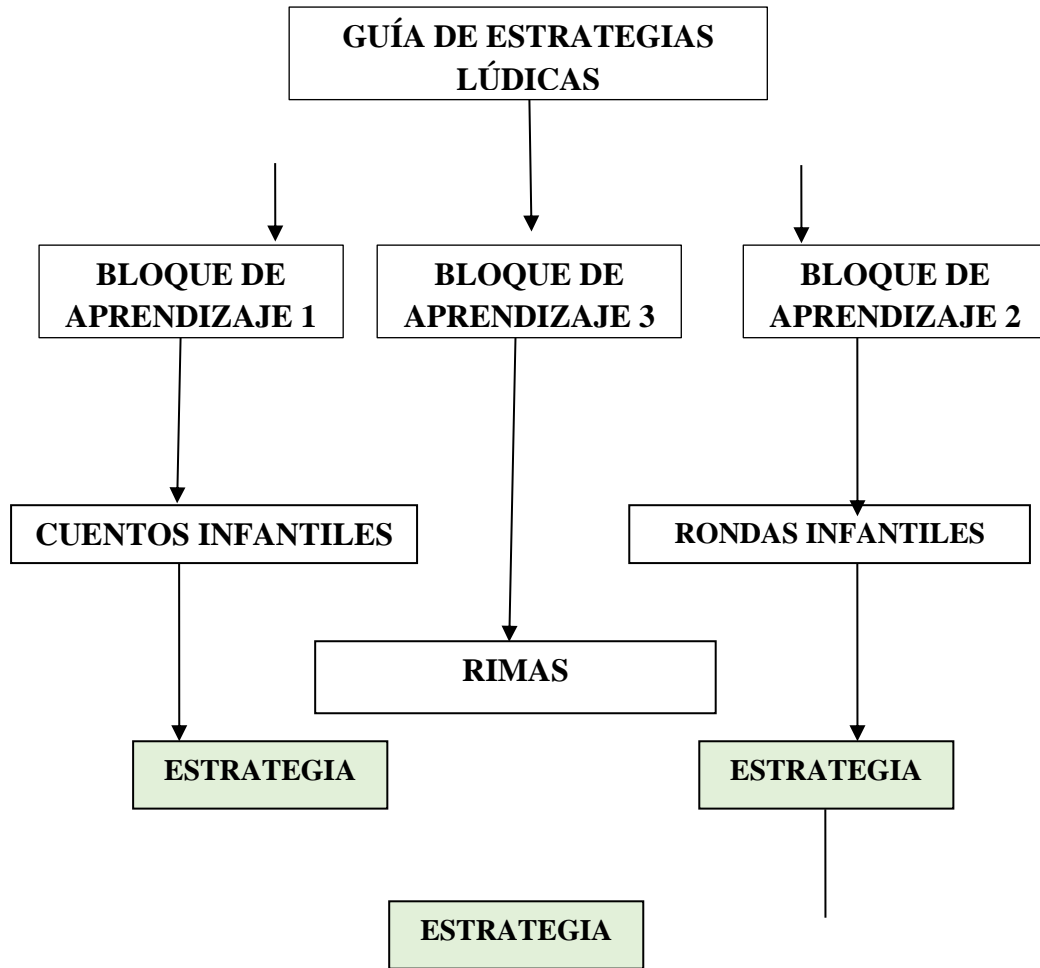 GUÍA DE ESTRATEGIAS
LÚDICAS
BLOQUE DE
APRENDIZAJE 1
BLOQUE DE
APRENDIZAJE 3
BLOQUE DE
APRENDIZAJE 2
CUENTOS INFANTILES
RONDAS INFANTILES
RIMAS
ESTRATEGIA
ESTRATEGIA
ESTRATEGIA